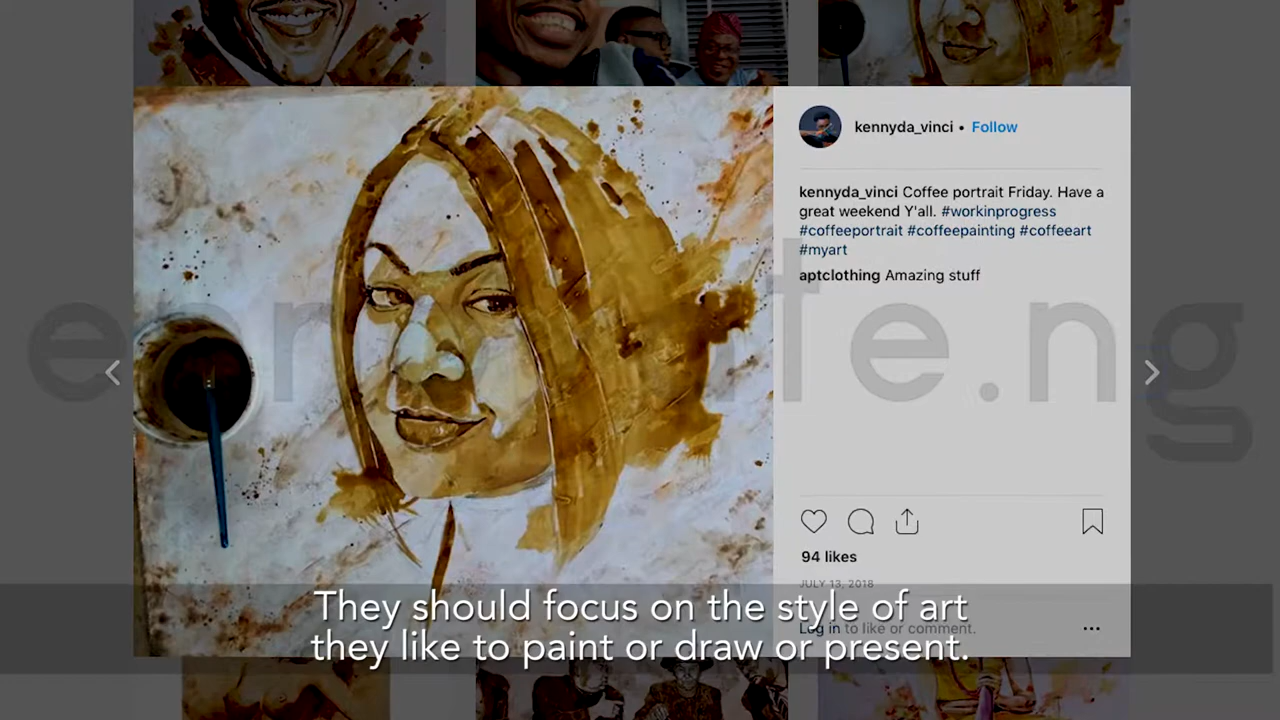 kennyda_vinci • Follow
kennyda_vinci Coffee portrait Friday. Have a
great weekend Y'all. #workinprogress
#coffeeportrait #coffeepainting #coffeeart
#myart
aptclothing Amazing stuff
fe.ng
94 likes
JULY 13, 2018
Log in to like or comment.
They should focus on the style of art
they like to paint or draw or present.